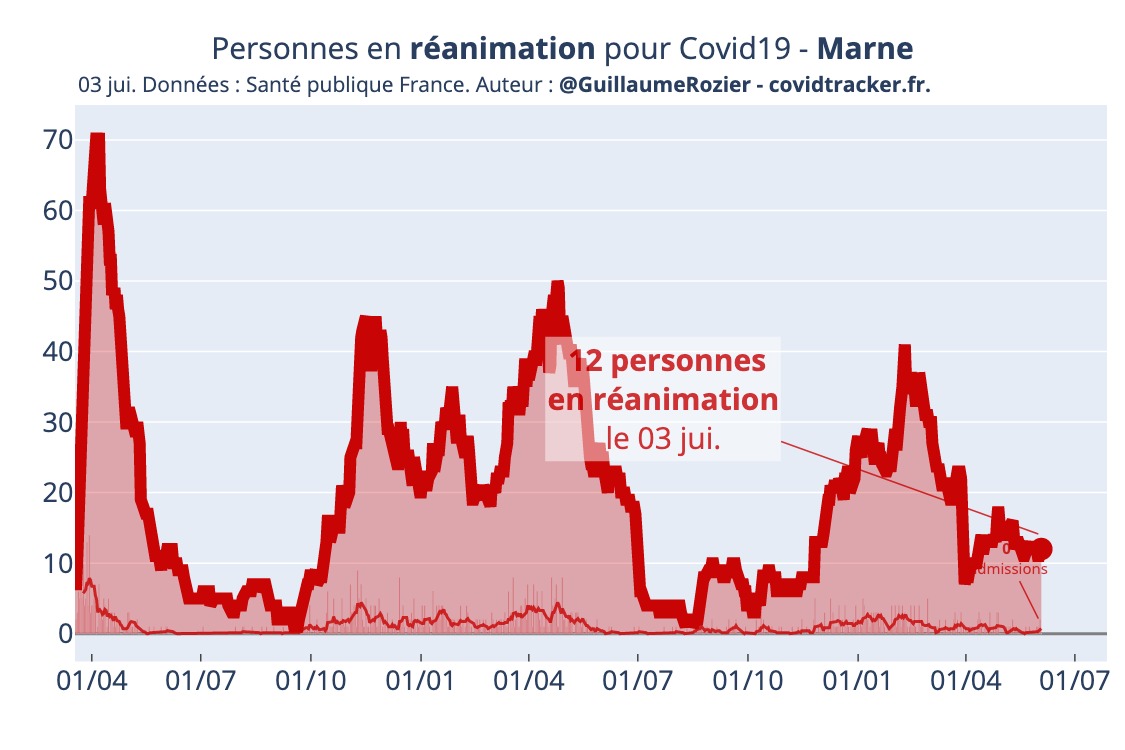 Personnes en réanimation pour Covid19 - Marne
03 jui. Données : Santé publique France. Auteur : @GuillaumeRozier - covidtracker.fr.
70
60
50
40
30
20
10
0
12 personnes
en réanimation
le 03 jui.
0
admissions
01/04 01/07 01/10 01/01 01/04 01/07 01/10 01/01 01/04 01/07